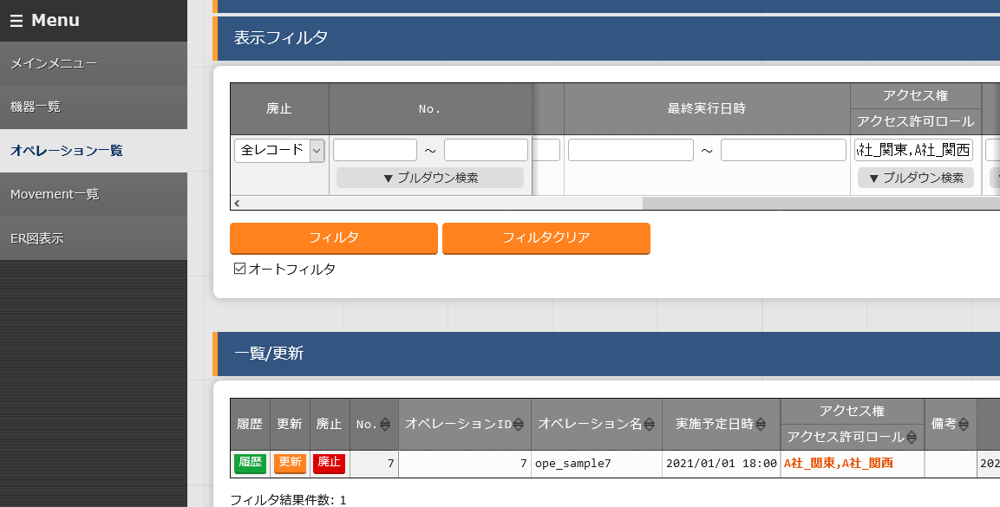 ☰ Menu
メインメニュー
機器一覧
オペレーション一覧
Movement一覧
ER図表示
表示フィルタ
廃止 No. 最終実行日時 アクセス権
アクセス許可ロール
全レコード ～ ～ 社_関東,A社_関西
▼ プルダウン検索 ▼ プルダウン検索
フィルタ フィルタクリア
オートフィルタ
一覧/更新
履歴 更新 廃止 No. オペレーションID オペレーション名 実施予定日時 アクセス権 備考
アクセス許可ロール
履歴 更新 廃止 7 7 ope_sample7 2021/01/01 18:00 A社_関東,A社_関西 202
フィルタ結果件数: 1